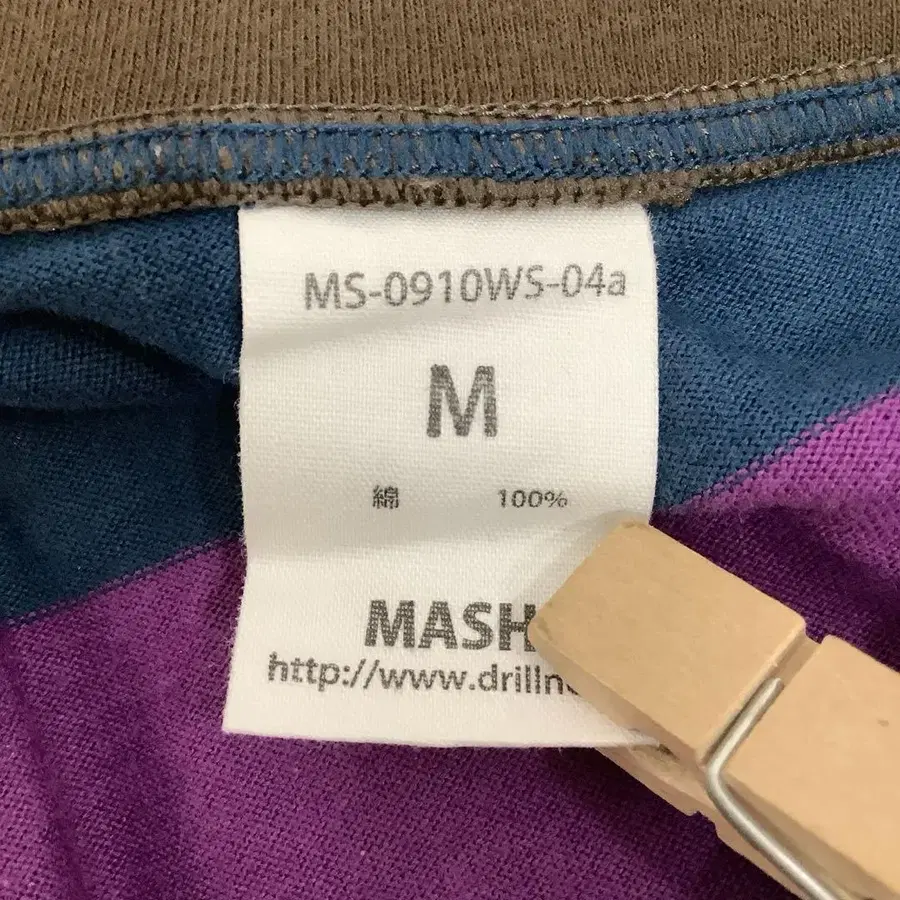 MS-0910WS-04a
M
綿 100%
MASH
http://www.drilln